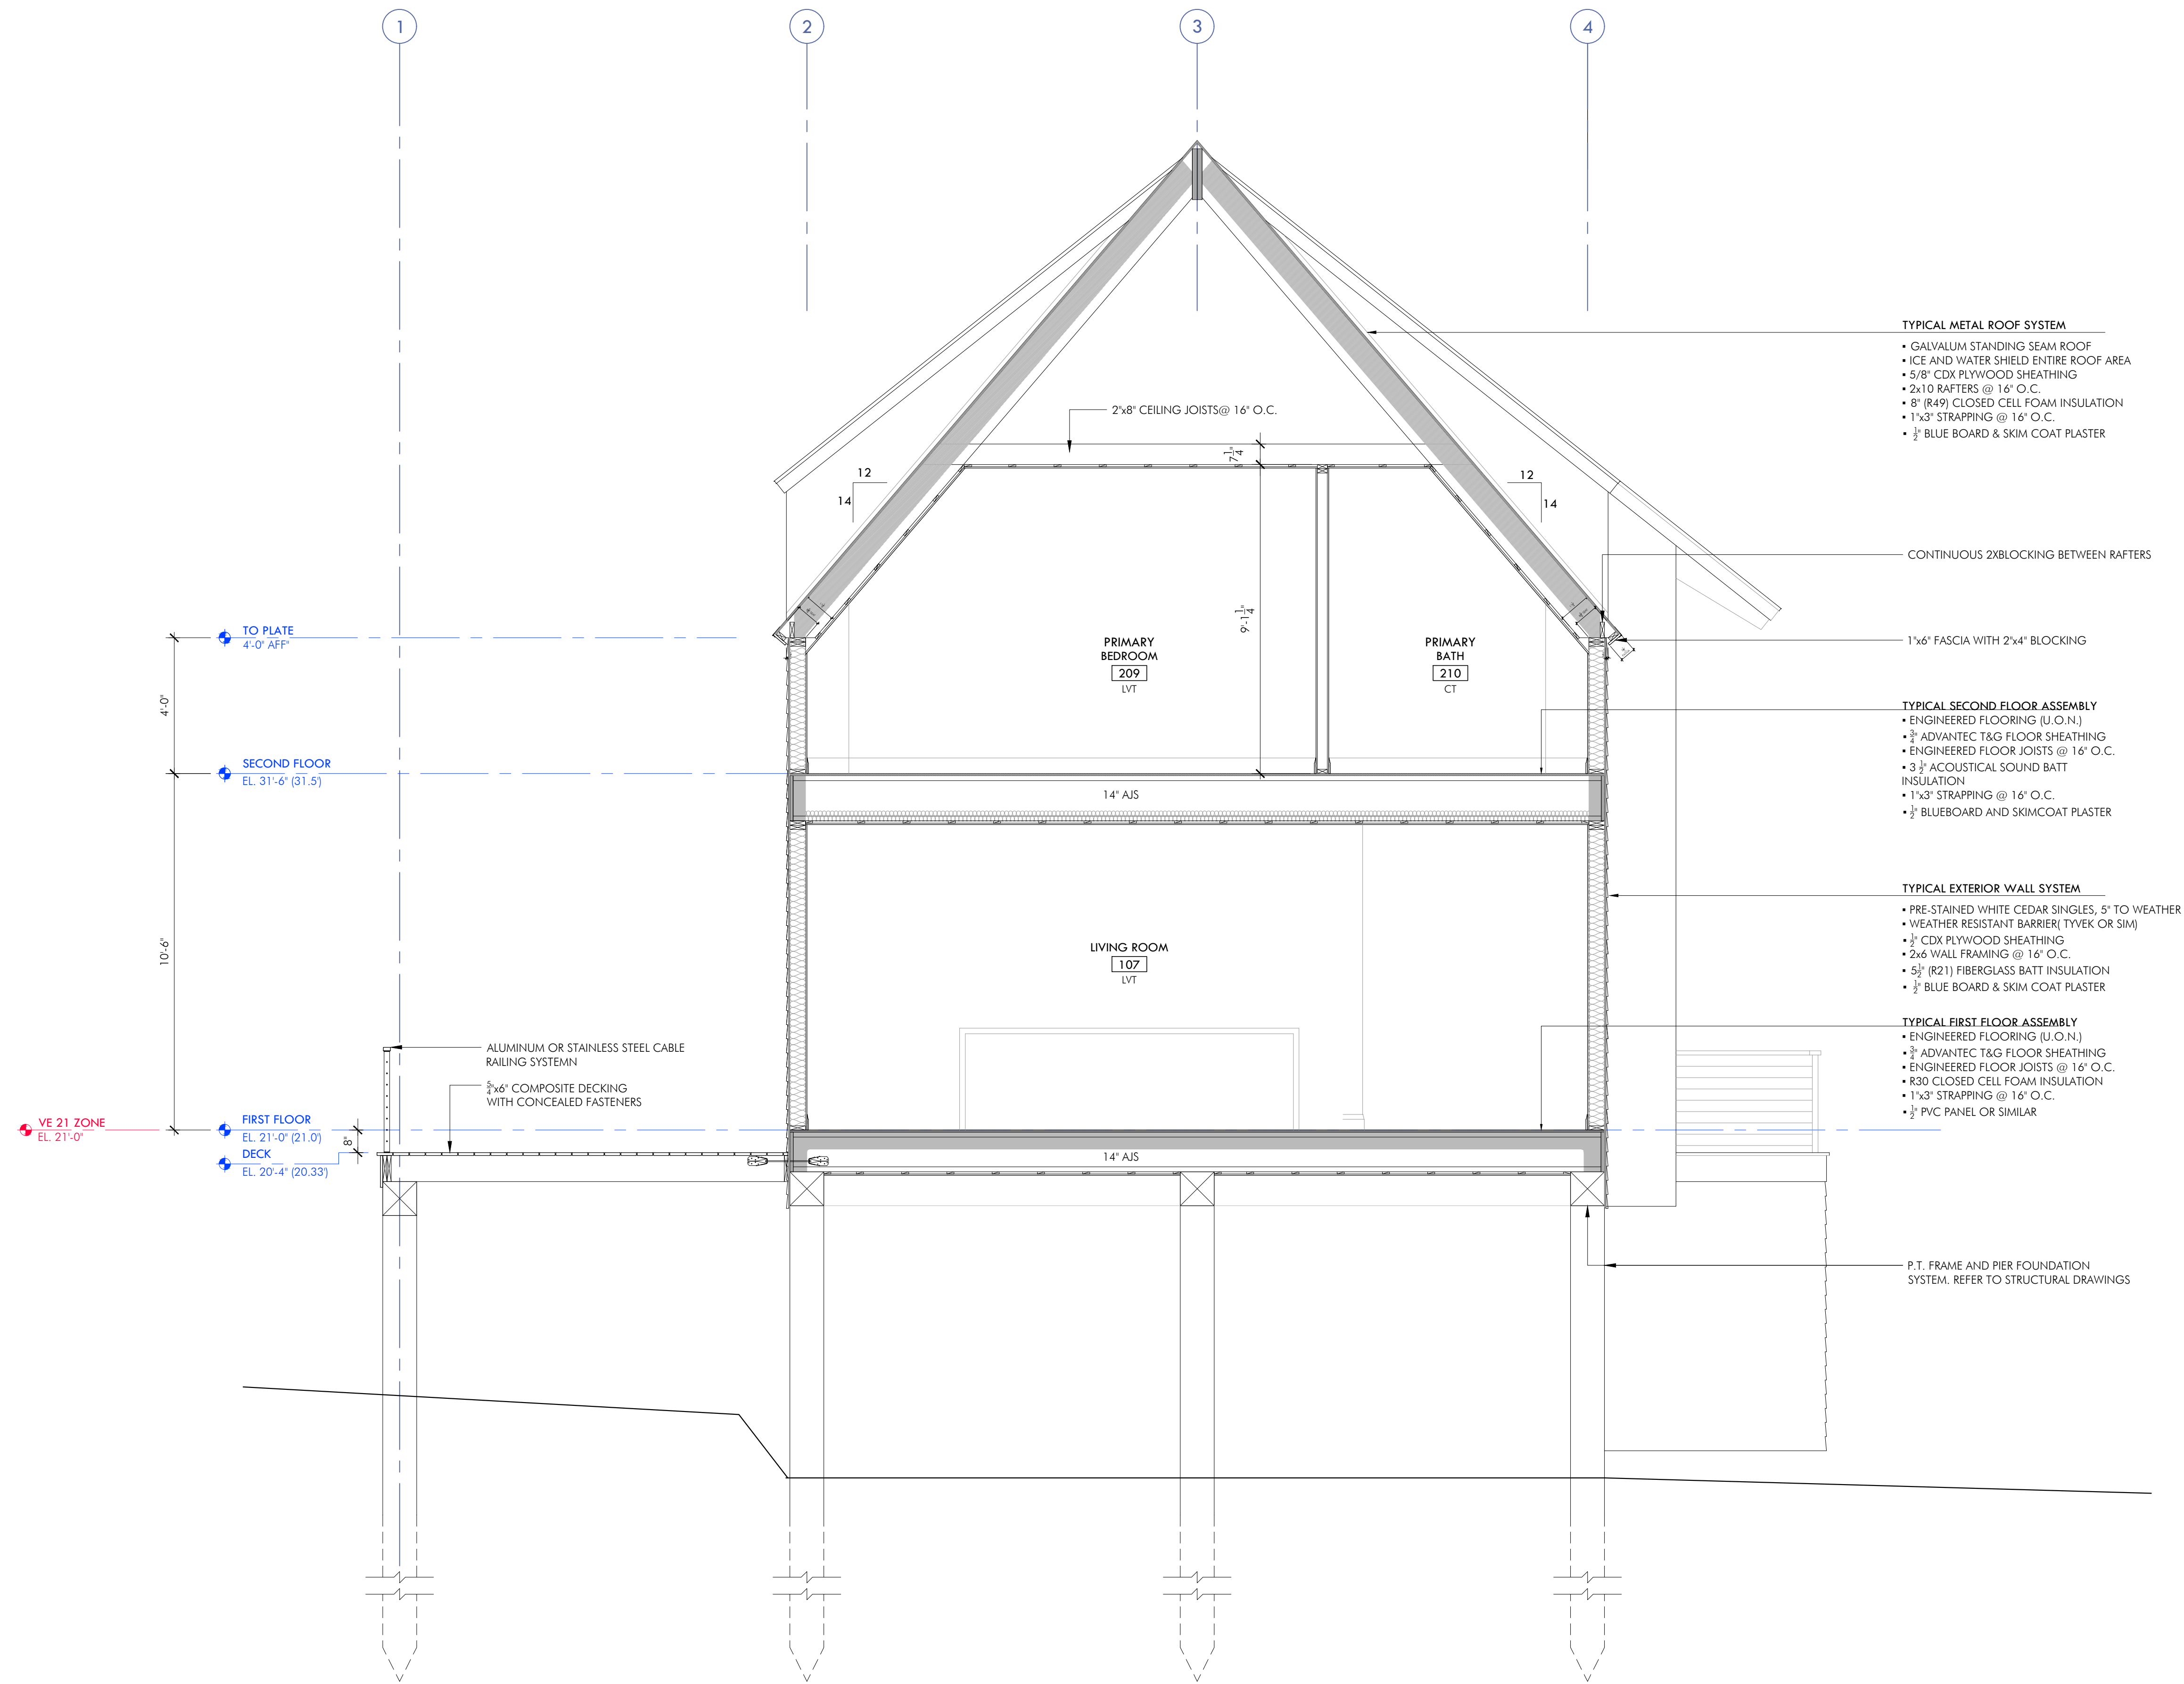 1
2
3
4
TYPICAL METAL ROOF SYSTEM
▪ GALVALUM STANDING SEAM ROOF
▪ ICE AND WATER SHIELD ENTIRE ROOF AREA
▪ 5/8" CDX PLYWOOD SHEATHING
▪ 2x10 RAFTERS @ 16" O.C.
▪ 8" (R49) CLOSED CELL FOAM INSULATION
▪ 1"x3" STRAPPING @ 16" O.C.
▪ 1/2" BLUE BOARD & SKIM COAT PLASTER
2"x8" CEILING JOISTS@ 16" O.C.
7 1/4"
12
14
12
14
CONTINUOUS 2XBLOCKING BETWEEN RAFTERS
9'-1 1/4"
TO PLATE
4'-0" AFF"
PRIMARY
BEDROOM
209
LVT
PRIMARY
BATH
210
CT
1"x6" FASCIA WITH 2"x4" BLOCKING
4'-0"
TYPICAL SECOND FLOOR ASSEMBLY
▪ ENGINEERED FLOORING (U.O.N.)
▪ 3/4" ADVANTEC T&G FLOOR SHEATHING
▪ ENGINEERED FLOOR JOISTS @ 16" O.C.
▪ 3 1/2" ACOUSTICAL SOUND BATT
INSULATION
▪ 1"x3" STRAPPING @ 16" O.C.
▪ 1/2" BLUEBOARD AND SKIMCOAT PLASTER
SECOND FLOOR
EL. 31'-6" (31.5')
14" AJS
TYPICAL EXTERIOR WALL SYSTEM
▪ PRE-STAINED WHITE CEDAR SINGLES, 5" TO WEATHER
▪ WEATHER RESISTANT BARRIER( TYVEK OR SIM)
▪ 1/2" CDX PLYWOOD SHEATHING
▪ 2x6 WALL FRAMING @ 16" O.C.
▪ 5 1/2" (R21) FIBERGLASS BATT INSULATION
▪ 1/2" BLUE BOARD & SKIM COAT PLASTER
10'-6"
LIVING ROOM
107
LVT
TYPICAL FIRST FLOOR ASSEMBLY
▪ ENGINEERED FLOORING (U.O.N.)
▪ 3/4" ADVANTEC T&G FLOOR SHEATHING
▪ ENGINEERED FLOOR JOISTS @ 16" O.C.
▪ R30 CLOSED CELL FOAM INSULATION
▪ 1"x3" STRAPPING @ 16" O.C.
▪ 1/2" PVC PANEL OR SIMILAR
ALUMINUM OR STAINLESS STEEL CABLE
RAILING SYSTEMN
5/4"x6" COMPOSITE DECKING
WITH CONCEALED FASTENERS
VE 21 ZONE
EL. 21'-0"
FIRST FLOOR
EL. 21'-0" (21.0')
8"
DECK
EL. 20'-4" (20.33')
14" AJS
P.T. FRAME AND PIER FOUNDATION
SYSTEM. REFER TO STRUCTURAL DRAWINGS